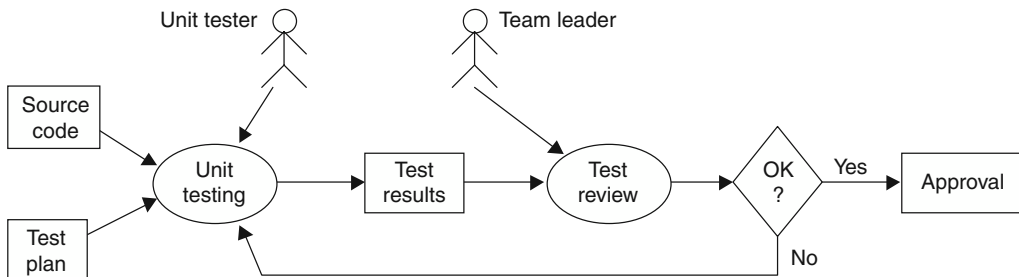 Unit tester
Team leader
Source
code
Unit
testing
Test
plan
Test
results
Test
review
OK
?
Yes
No
Approval